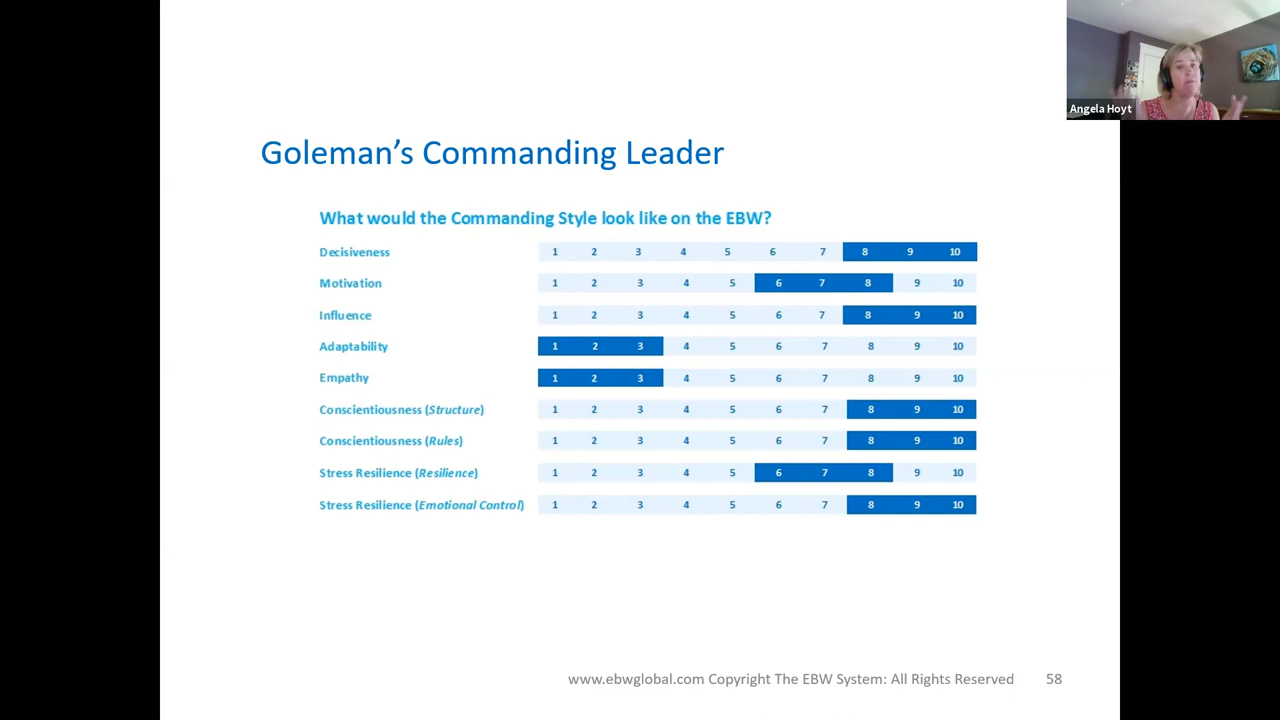 Angela Hoyt
Goleman's Commanding Leader
What would the Commanding Style look like on the EBW?
Decisiveness 1 2 3 4 5 6 7 8 9 10
Motivation 1 2 3 4 5 6 7 8 9 10
Influence 1 2 3 4 5 6 7 8 9 10
Adaptability 1 2 3 4 5 6 7 8 9 10
Empathy 1 2 3 4 5 6 7 8 9 10
Conscientiousness (Structure) 1 2 3 4 5 6 7 8 9 10
Conscientiousness (Rules) 1 2 3 4 5 6 7 8 9 10
Stress Resilience (Resilience) 1 2 3 4 5 6 7 8 9 10
Stress Resilience (Emotional Control) 1 2 3 4 5 6 7 8 9 10
www.ebwglobal.com Copyright The EBW System: All Rights Reserved 58